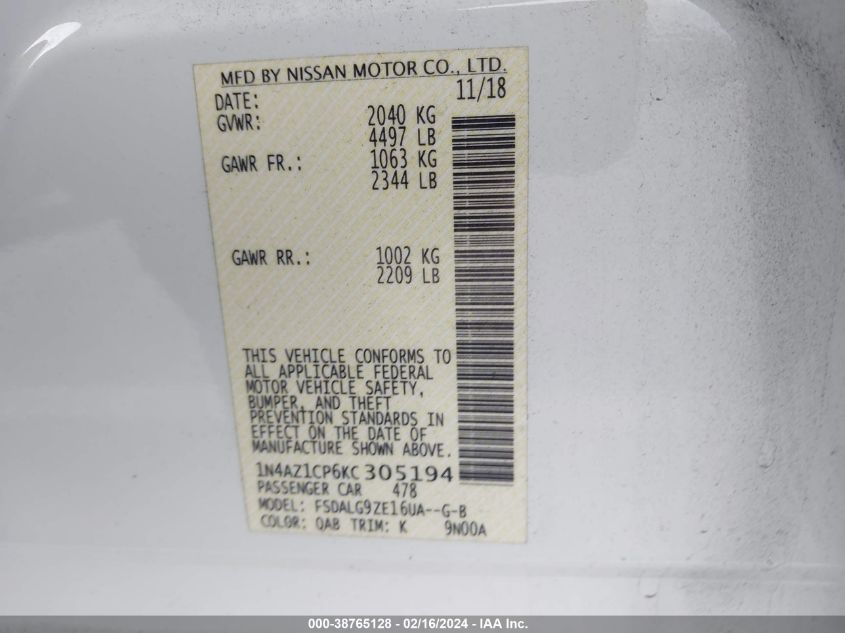 MFD BY NISSAN MOTOR CO., LTD.
DATE: 11/18
GVWR: 2040 KG
4497 LB
GAWR FR.: 1063 KG
2344 LB
GAWR RR.: 1002 KG
2209 LB
THIS VEHICLE CONFORMS TO
ALL APPLICABLE FEDERAL
MOTOR VEHICLE SAFETY,
BUMPER, AND THEFT
PREVENTION STANDARDS IN
EFFECT ON THE DATE OF
MANUFACTURE SHOWN ABOVE.
1N4AZ1CP6KC305194
PASSENGER CAR 478
MODEL: FSDALG9ZE16UA--G-B
COLOR: QAB TRIM: K 9N00A
000-38765128 - 02/16/2024 - IAA Inc.